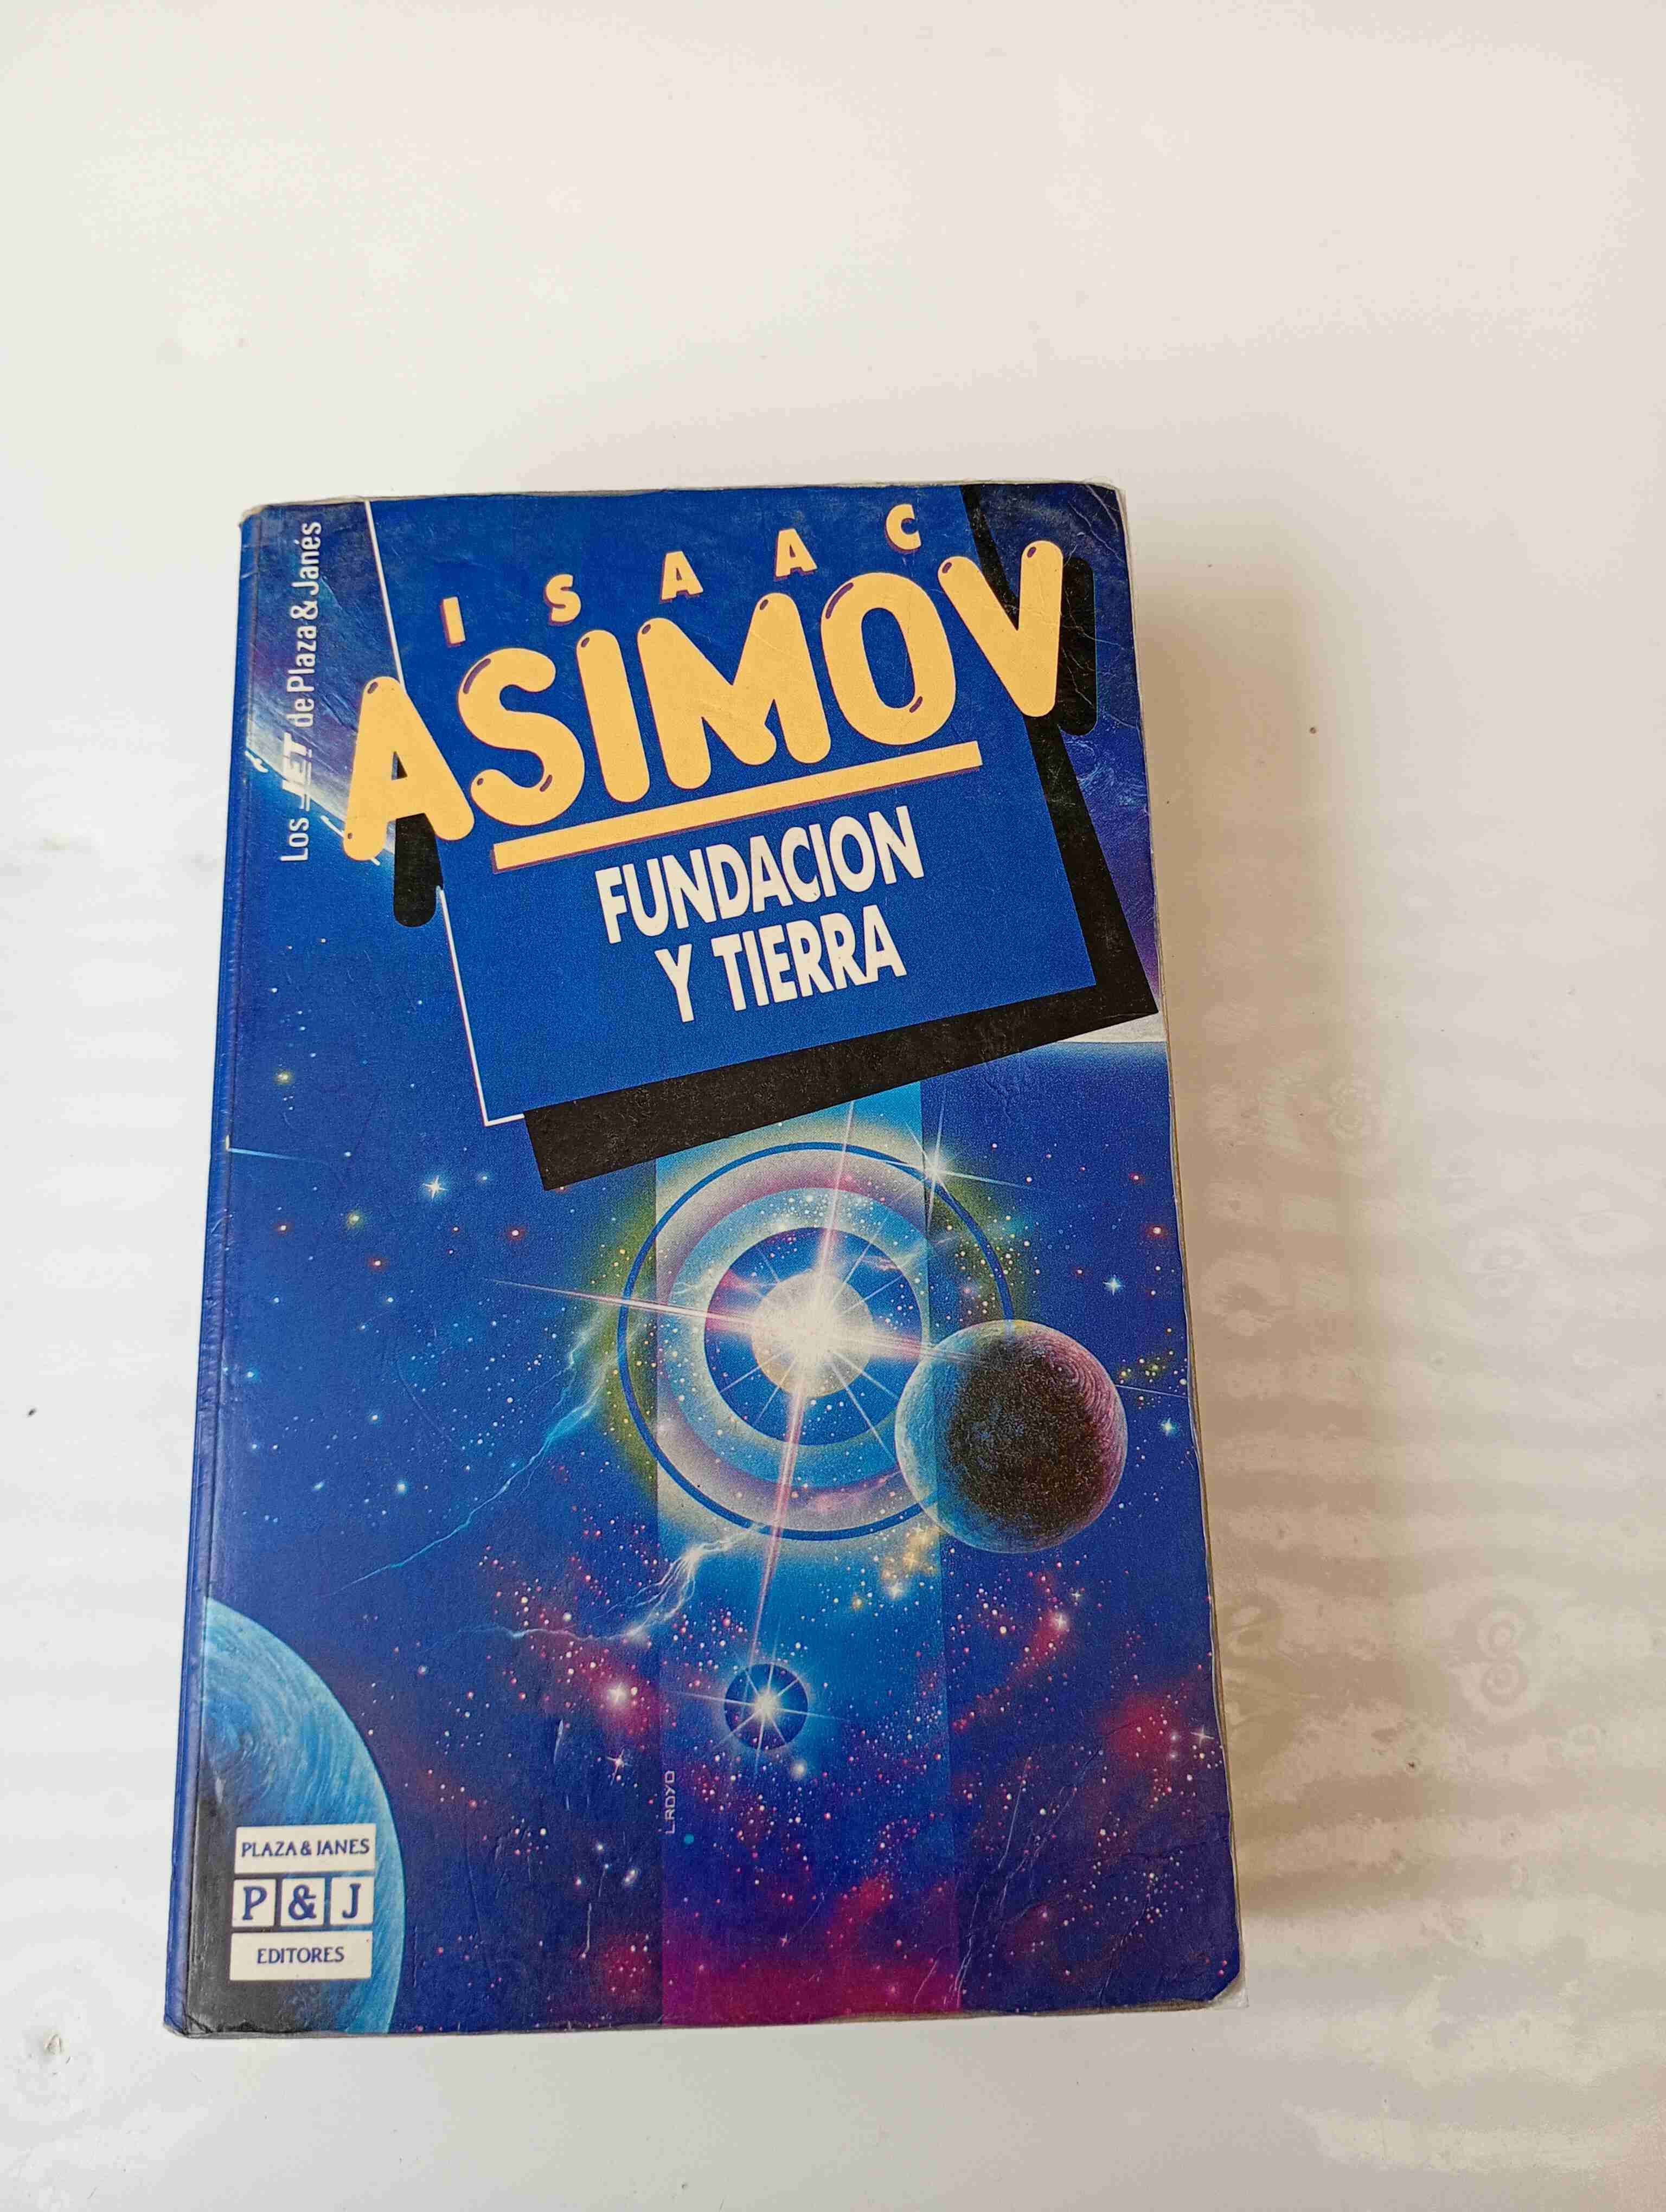 Los JET de Plaza & Janés
ISAAC
ASIMOV
FUNDACION
Y TIERRA
PLAZA & JANES
P & J
EDITORES